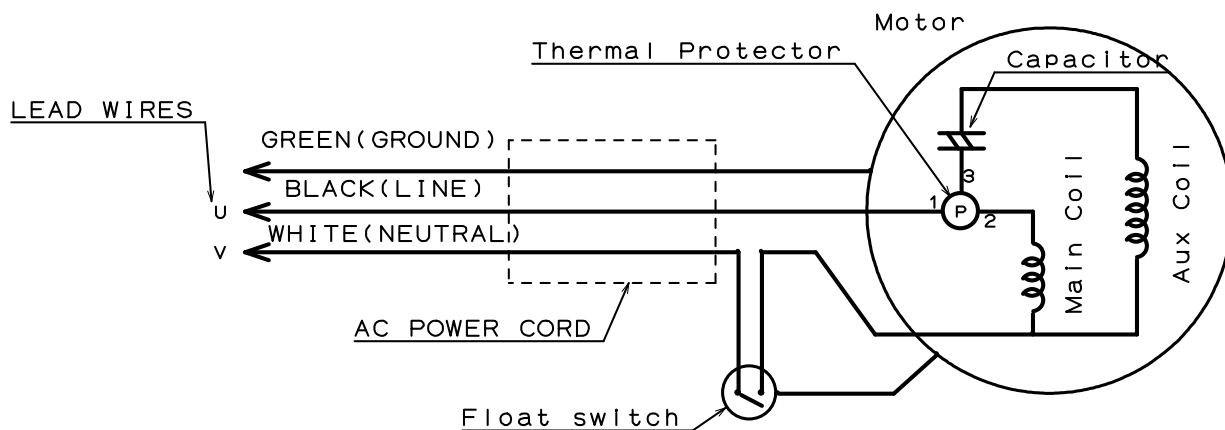 Motor
Thermal Protector
Capacitor
LEAD WIRES
GREEN(GROUND)
BLACK(LINE)
WHITE(NEUTRAL)
U
V
1
P
2
3
Main Coil
Aux Coil
AC POWER CORD
Float switch